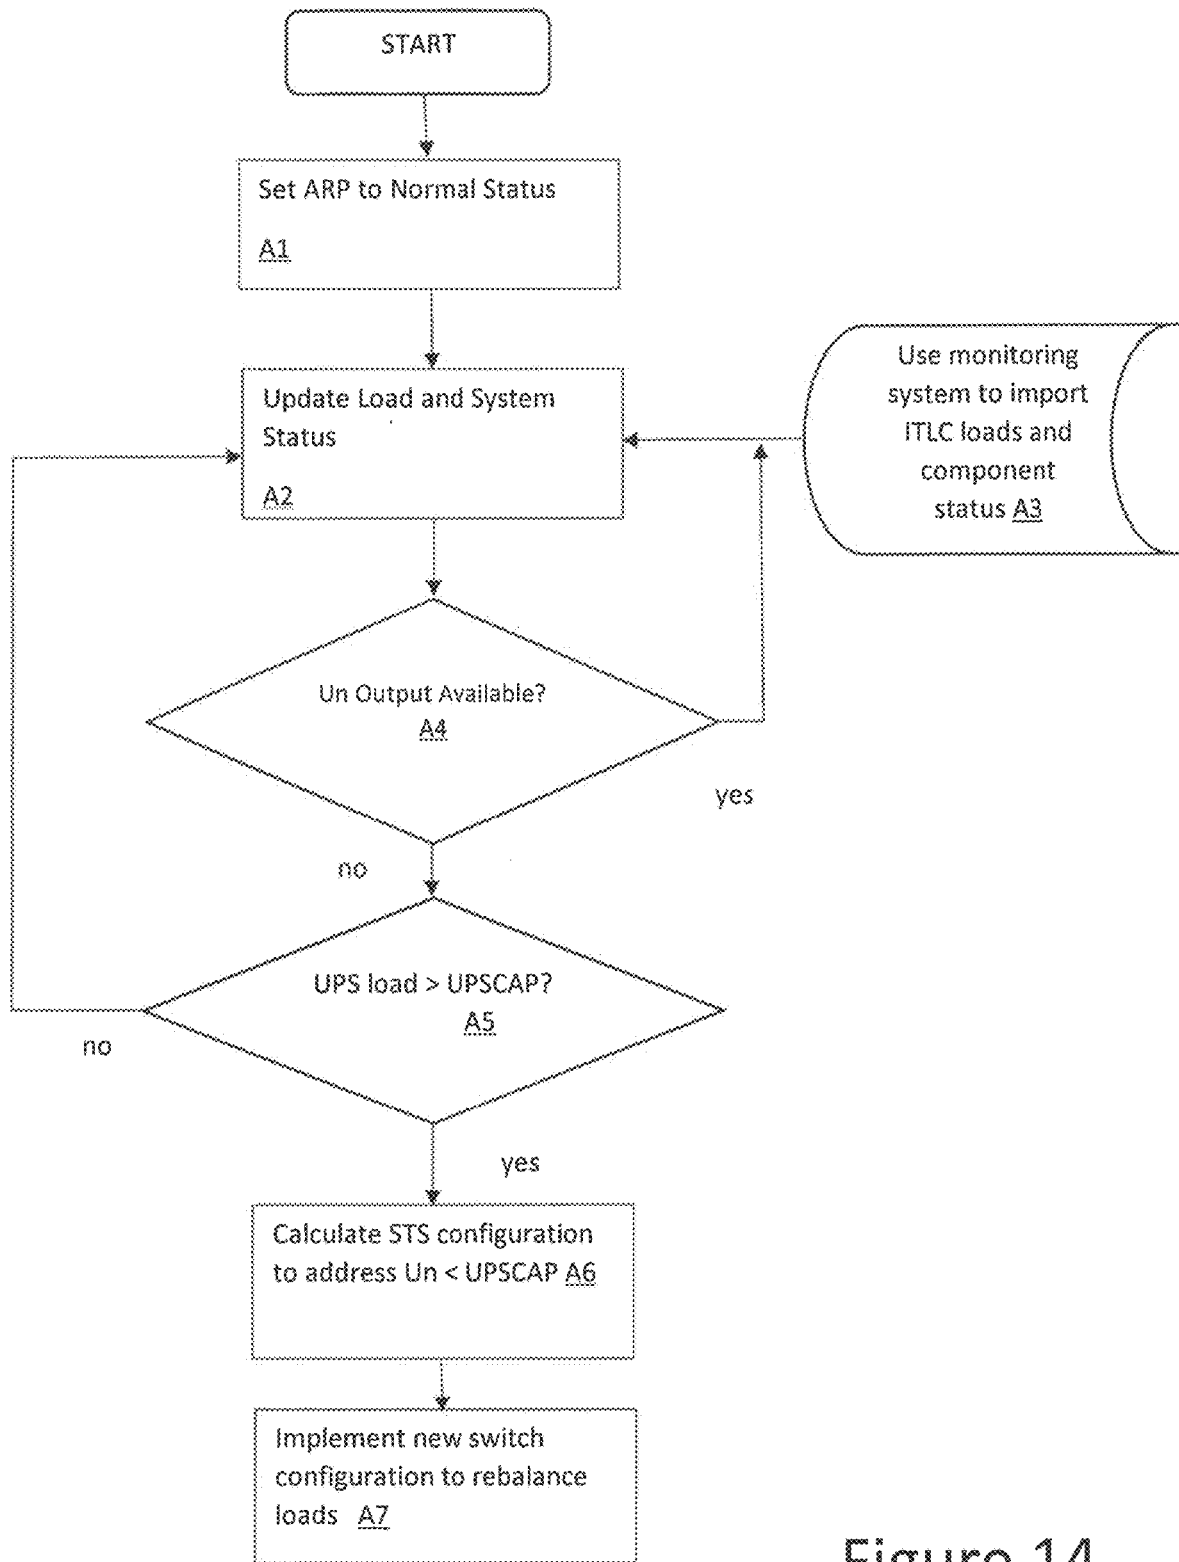 START
Set ARP to Normal Status
A1
Update Load and System
Status
A2
Use monitoring
system to import
ITLC loads and
component
status A3
Un Output Available?
A4
yes
no
UPS load > UPSCAP?
A5
no
yes
Calculate STS configuration
to address Un < UPSCAP A6
Implement new switch
configuration to rebalance
loads A7
Figure 14